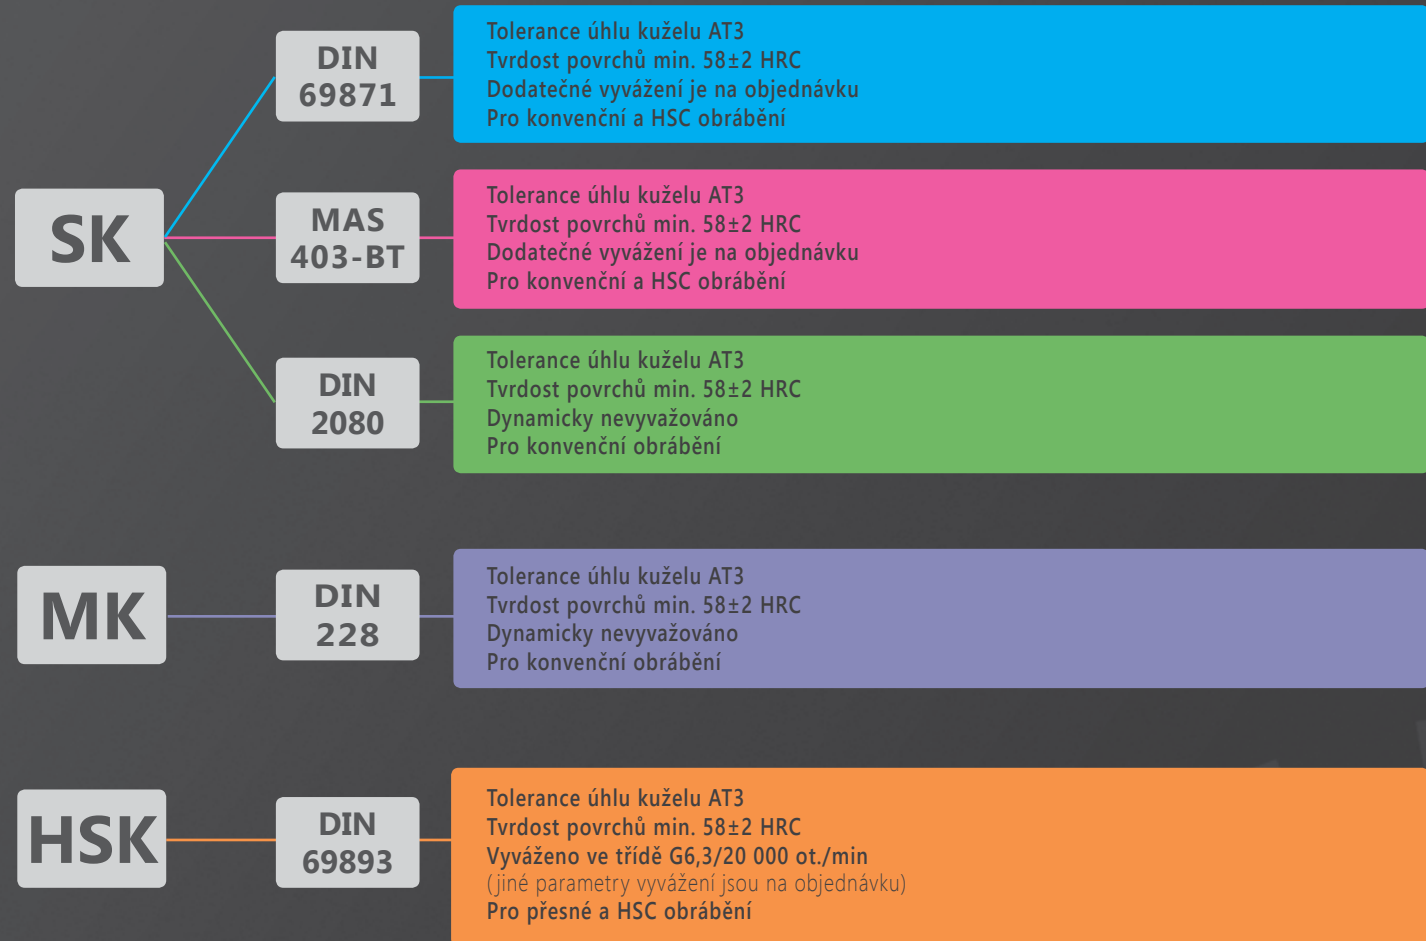 SK
DIN
69871
Tolerance úhlu kuželu AT3
Tvrdost povrchů min. 58±2 HRC
Dodatečné vyvážení je na objednávku
Pro konvenční a HSC obrábění
MAS
403-BT
Tolerance úhlu kuželu AT3
Tvrdost povrchů min. 58±2 HRC
Dodatečné vyvážení je na objednávku
Pro konvenční a HSC obrábění
DIN
2080
Tolerance úhlu kuželu AT3
Tvrdost povrchů min. 58±2 HRC
Dynamicky nevyvažováno
Pro konvenční obrábění
MK
DIN
228
Tolerance úhlu kuželu AT3
Tvrdost povrchů min. 58±2 HRC
Dynamicky nevyvažováno
Pro konvenční obrábění
HSK
DIN
69893
Tolerance úhlu kuželu AT3
Tvrdost povrchů min. 58±2 HRC
Vyváženo ve třídě G6,3/20 000 ot./min
(jiné parametry vyvážení jsou na objednávku)
Pro přesné a HSC obrábění